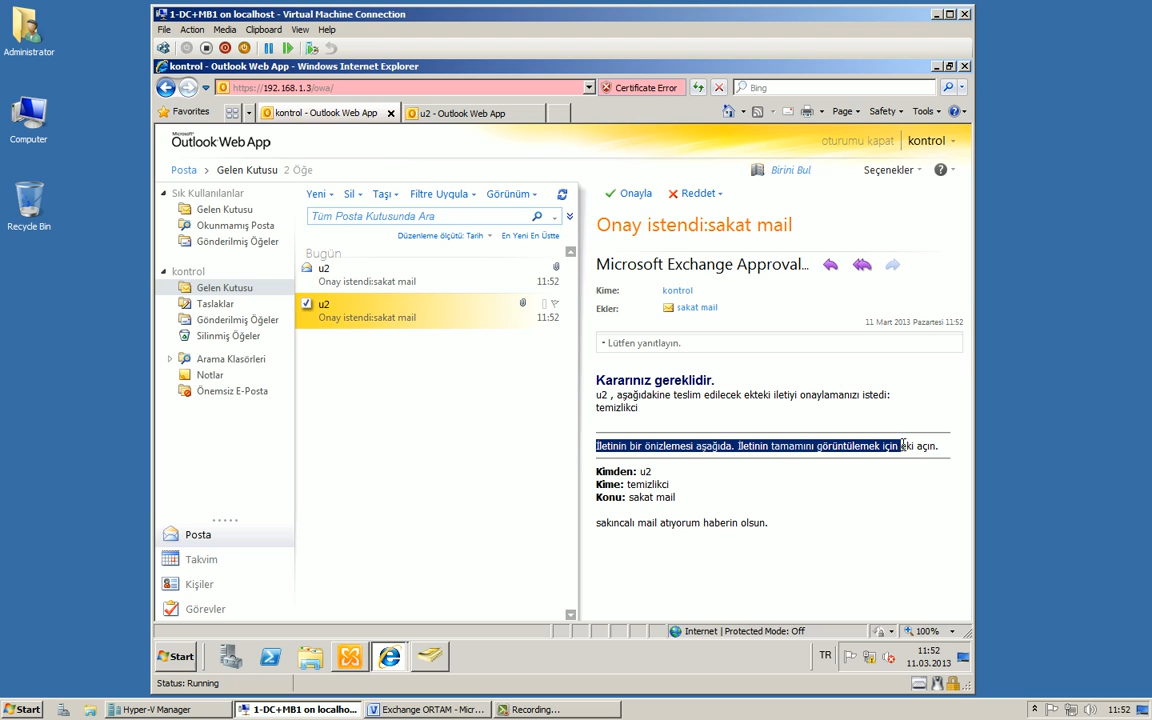 Administrator
Computer
Recycle Bin
1-DC+MB1 on localhost - Virtual Machine Connection
File Action Media Clipboard View Help
kontrol - Outlook Web App - Windows Internet Explorer
https://192.168.1.3/owa/
Certificate Error
Bing
Favorites
kontrol - Outlook Web App
u2 - Outlook Web App
Page
Safety
Tools
Microsoft
Outlook Web App
oturumu kapat
kontrol
Posta > Gelen Kutusu 2 Öğe
Birini Bul
Seçenekler
Sık Kullanılanlar
Gelen Kutusu
Okunmamış Posta
Gönderilmiş Öğeler
kontrol
Gelen Kutusu
Taslaklar
Gönderilmiş Öğeler
Silinmiş Öğeler
Arama Klasörleri
Notlar
Önemsiz E-Posta
Posta
Takvim
Kişiler
Görevler
Yeni Sil Taşı Filtre Uygula Görünüm
Tüm Posta Kutusunda Ara
Düzenleme ölçütü: Tarih En Yeni En Üstte
Bugün
u2
Onay istendi:sakat mail 11:52
u2
Onay istendi:sakat mail 11:52
Onayla Reddet
Onay istendi:sakat mail
Microsoft Exchange Approval...
Kime: kontrol
Ekler: sakat mail
11 Mart 2013 Pazartesi 11:52
• Lütfen yanıtlayın.
Kararınız gereklidir.
u2 , aşağıdakine teslim edilecek ekteki iletiyi onaylamanızı istedi:
temizlikci
İletinin bir önizlemesi aşağıda. İletinin tamamını görüntülemek için eki açın.
Kimden: u2
Kime: temizlikci
Konu: sakat mail
sakıncalı mail atıyorum haberin olsun.
Internet | Protected Mode: Off
100%
Start
TR
11:52
11.03.2013
Status: Running
Start
Hyper-V Manager
1-DC+MB1 on localho...
Exchange ORTAM - Micr...
Recording...
11:52